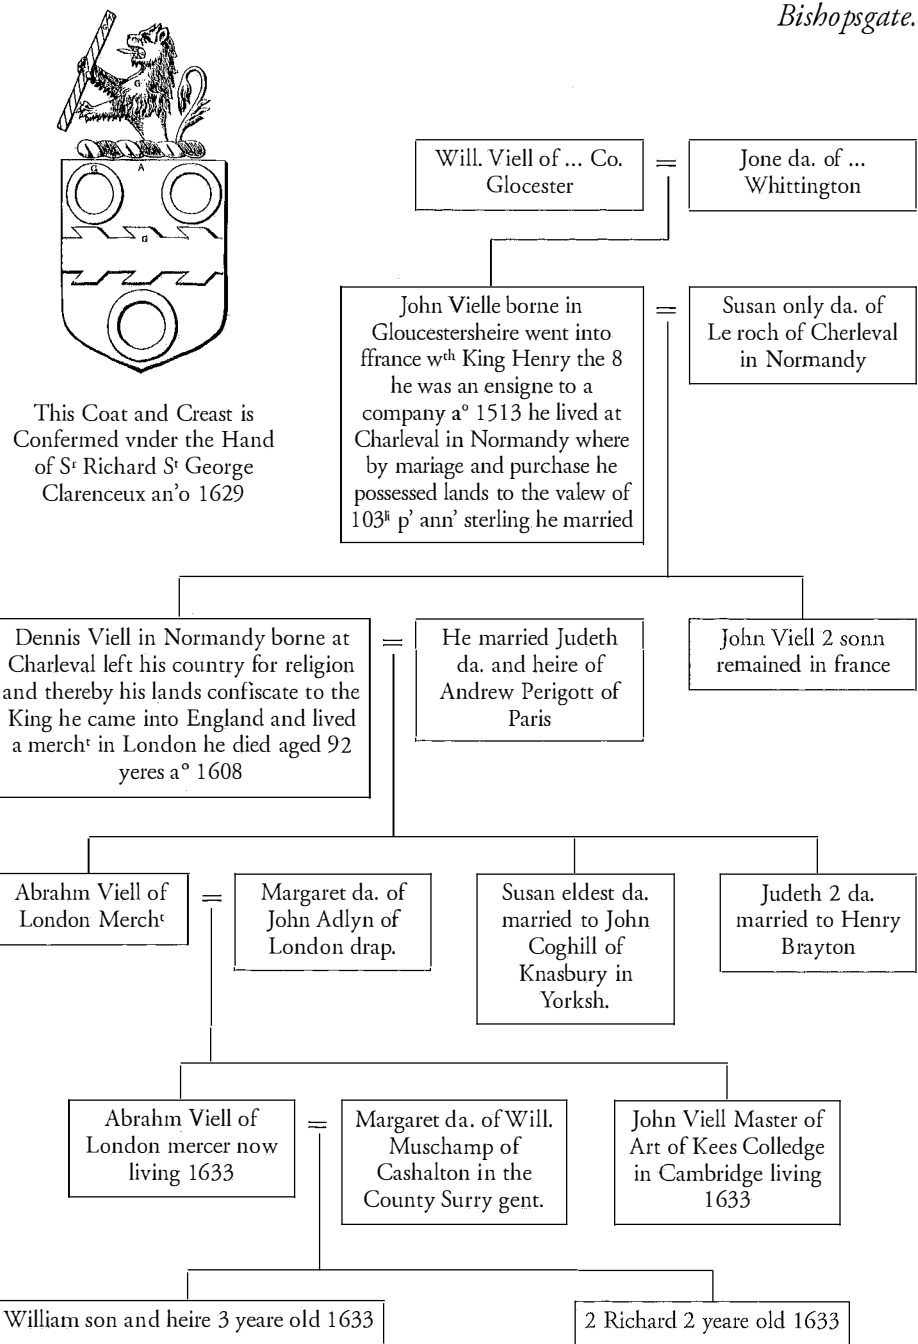 Bishopsgate.
G
G A
G
This Coat and Creast is
Confermed vnder the Hand
of Sʳ Richard Sᵗ George
Clarenceux an'o 1629
Will. Viell of ... Co.
Glocester
=
Jone da. of ...
Whittington
John Vielle borne in
Gloucestersheire went into
ffrance wᵗʰ King Henry the 8
he was an ensigne to a
company aº 1513 he lived at
Charleval in Normandy where
by mariage and purchase he
possessed lands to the valew of
103ˡⁱ p' ann' sterling he married
=
Susan only da. of
Le roch of Cherleval
in Normandy
Dennis Viell in Normandy borne at
Charleval left his country for religion
and thereby his lands confiscate to the
King he came into England and lived
a merchᵗ in London he died aged 92
yeres aº 1608
=
He married Judeth
da. and heire of
Andrew Perigott of
Paris
John Viell 2 sonn
remained in france
Abrahm Viell of
London Merchᵗ
=
Margaret da. of
John Adlyn of
London drap.
Susan eldest da.
married to John
Coghill of
Knasbury in
Yorksh.
Judeth 2 da.
married to Henry
Brayton
Abrahm Viell of
London mercer now
living 1633
=
Margaret da. of Will.
Muschamp of
Cashalton in the
County Surry gent.
John Viell Master of
Art of Kees Colledge
in Cambridge living
1633
William son and heire 3 yeare old 1633
2 Richard 2 yeare old 1633